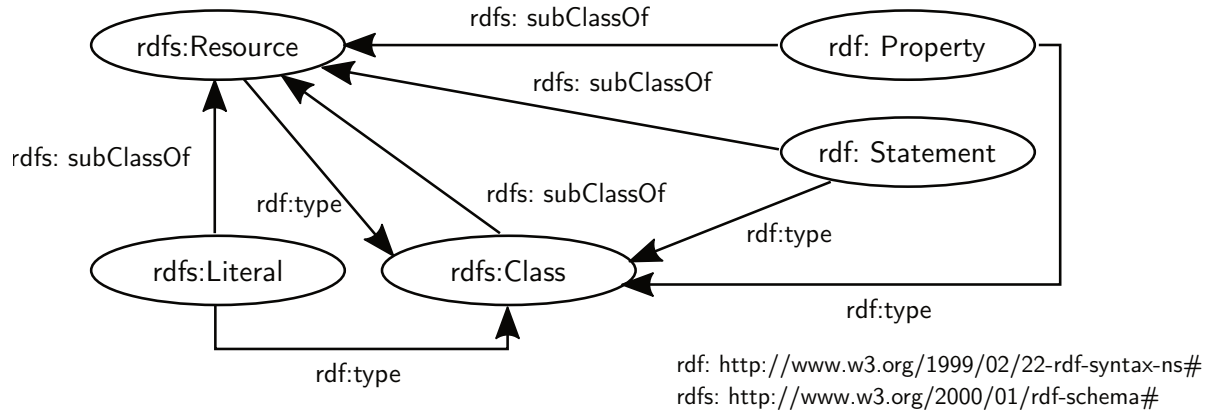 rdfs: subClassOf
rdfs:Resource
rdf: Property
rdfs: subClassOf
rdf: Statement
rdfs: subClassOf
rdfs: subClassOf
rdf:type
rdf:type
rdfs:Literal
rdfs:Class
rdf:type
rdf:type
rdf: http://www.w3.org/1999/02/22-rdf-syntax-ns#
rdfs: http://www.w3.org/2000/01/rdf-schema#